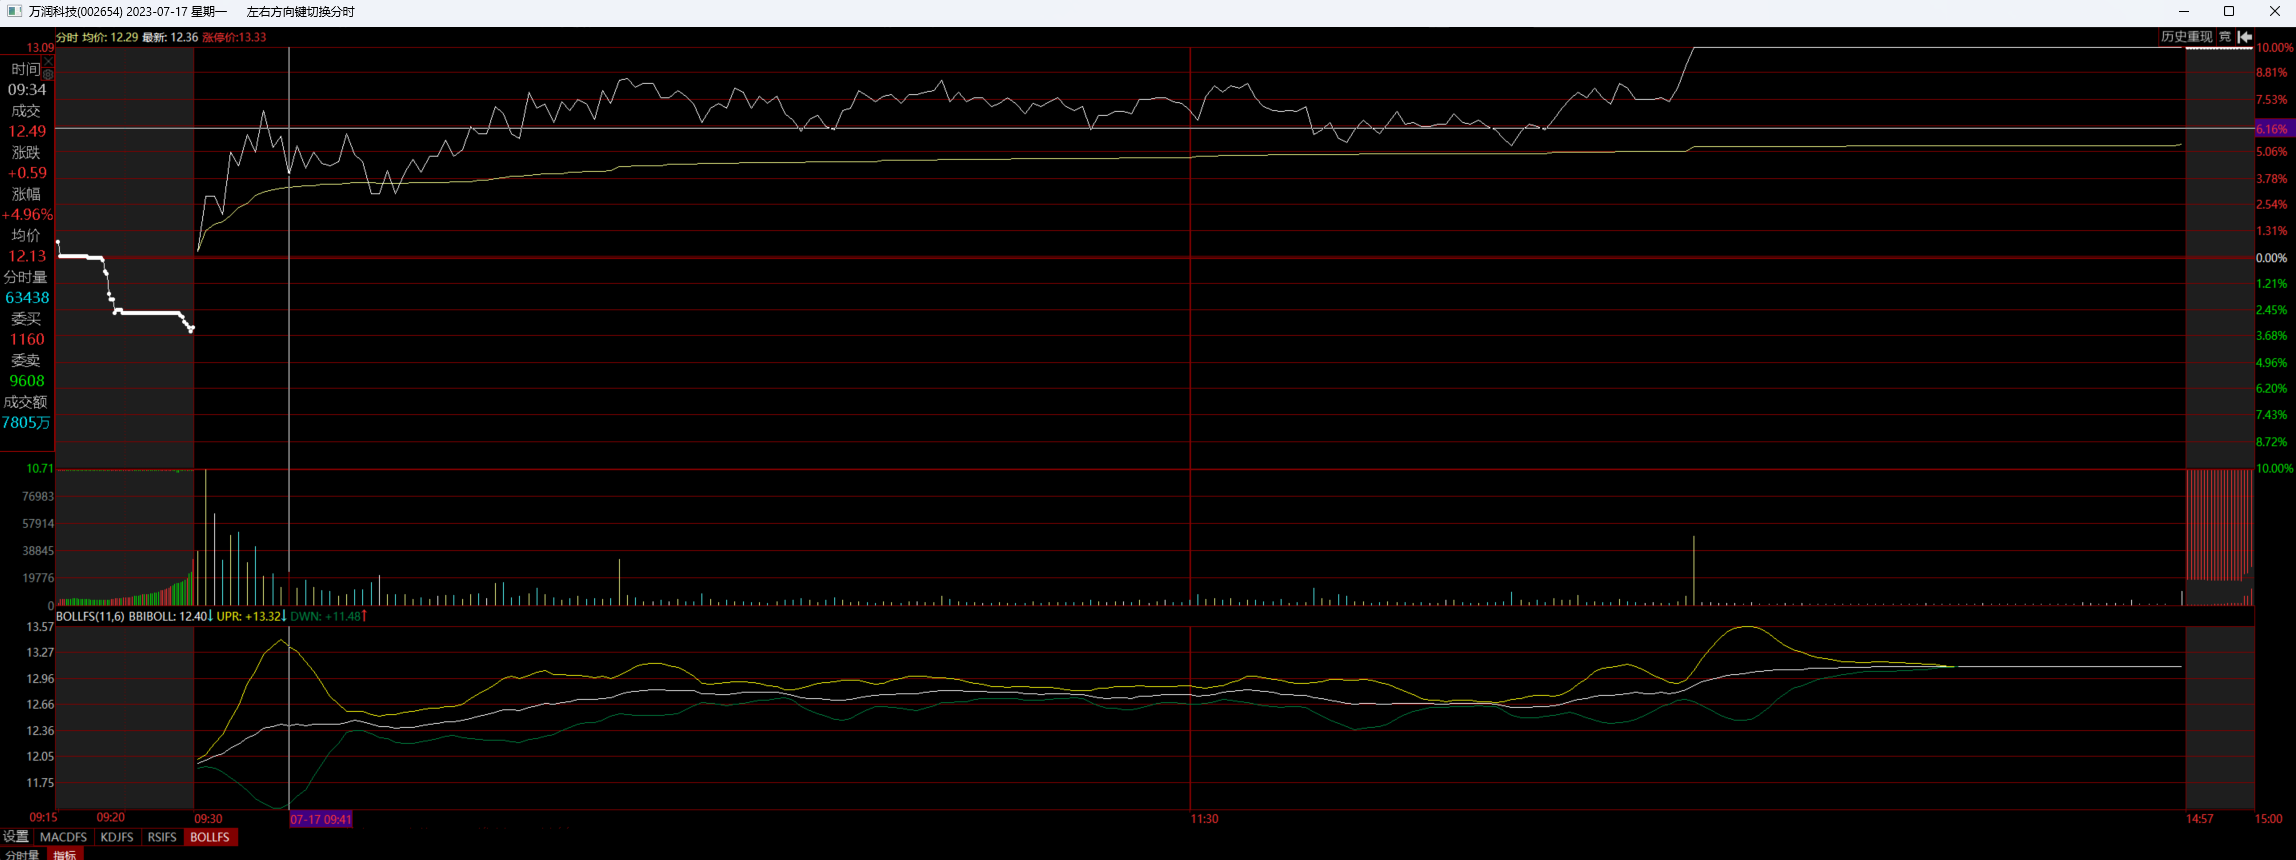 万润科技(002654) 2023-07-17 星期一 左右方向键切换分时
分时 均价: 12.29 最新: 12.36 涨停价:13.33
历史重现 竞
13.09
时间
09:34
成交
12.49
涨跌
+0.59
涨幅
+4.96%
均价
12.13
分时量
63438
委买
1160
委卖
9608
成交额
7805万
10.00%
8.81%
7.53%
6.16%
5.06%
3.78%
2.54%
1.31%
0.00%
1.21%
2.45%
3.68%
4.96%
6.20%
7.43%
8.72%
10.00%
10.71
76983
57914
38845
19776
0
BOLLFS(11,6) BBIBOLL: 12.40↓ UPR: +13.32↓ DWN: +11.48↑
13.57
13.27
12.96
12.66
12.36
12.05
11.75
09:15 09:20 09:30 07-17 09:41 11:30 14:57 15:00
设置 MACDFS KDJFS RSIFS BOLLFS
分时量 指标